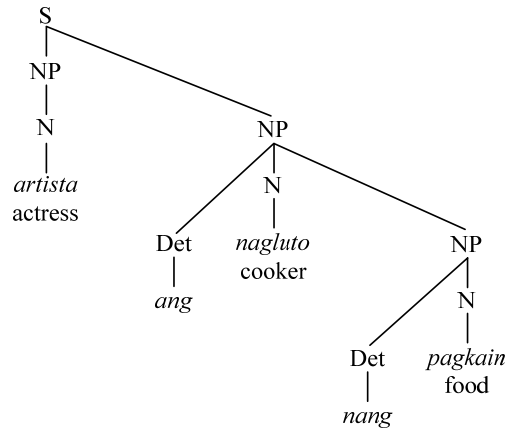 S
NP
N
NP
artista
N
actress
Det
nagluto
NP
cooker
ang
N
Det
pagkain
food
nang